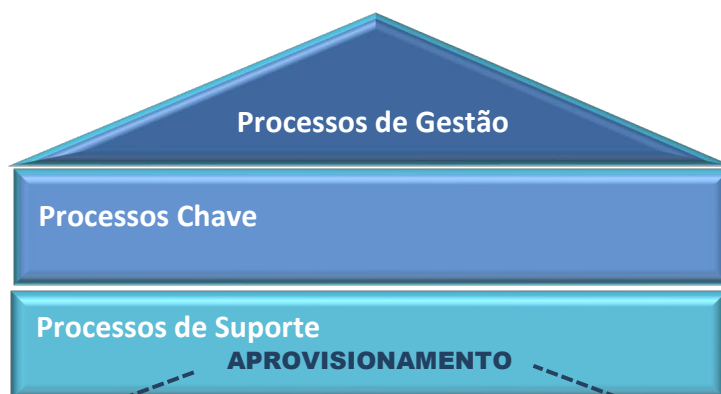 Processos de Gestão
Processos Chave
Processos de Suporte
APROVISIONAMENTO